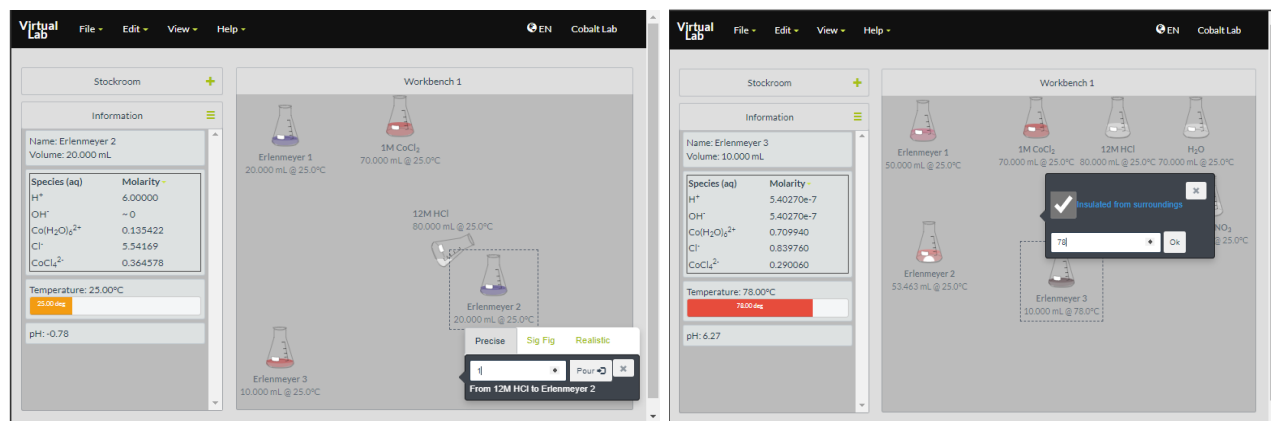 Virtual Lab File Edit View Help EN Cobalt Lab
Stockroom +
Information
Name: Erlenmeyer 2
Volume: 20.000 mL
Species (aq) Molarity
H⁺ 6.00000
OH⁻ ~ 0
Co(H₂O)₆²⁺ 0.135422
Cl⁻ 5.54169
CoCl₄²⁻ 0.364578
Temperature: 25.00°C
25.00 deg
pH: -0.78
Workbench 1
Erlenmeyer 1
20.000 mL @ 25.0°C
1M CoCl₂
70.000 mL @ 25.0°C
12M HCl
80.000 mL @ 25.0°C
Erlenmeyer 2
20.000 mL @ 25.0°C
Erlenmeyer 3
10.000 mL @ 25.0°C
Precise Sig Fig Realistic
1 Pour ×
From 12M HCl to Erlenmeyer 2
Virtual Lab File Edit View Help EN Cobalt Lab
Stockroom +
Information
Name: Erlenmeyer 3
Volume: 10.000 mL
Species (aq) Molarity
H⁺ 5.40270e-7
OH⁻ 5.40270e-7
Co(H₂O)₆²⁺ 0.709940
Cl⁻ 0.839760
CoCl₄²⁻ 0.290060
Temperature: 78.00°C
78.00 deg
pH: 6.27
Workbench 1
Erlenmeyer 1
50.000 mL @ 25.0°C
1M CoCl₂
70.000 mL @ 25.0°C
12M HCl
80.000 mL @ 25.0°C
H₂O
70.000 mL @ 25.0°C
×
Insulated from surroundings
78 Ok
NO₃
@ 25.0°C
Erlenmeyer 2
53.463 mL @ 25.0°C
Erlenmeyer 3
10.000 mL @ 78.0°C